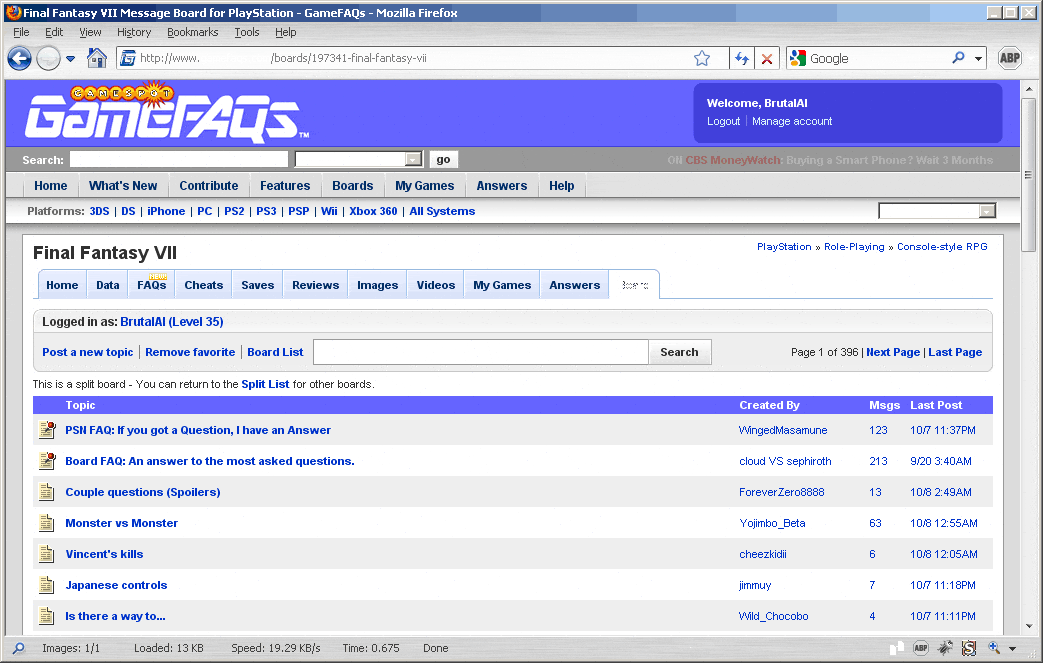 Final Fantasy VII Message Board for PlayStation - GameFAQs - Mozilla Firefox
File Edit View History Bookmarks Tools Help
http://www. /boards/197341-final-fantasy-vii
Google
ABP
GAMESPOT
GameFAQs™
Welcome, BrutalAl
Logout | Manage account
Search: go
ON CBS MoneyWatch: Buying a Smart Phone? Wait 3 Months
Home What's New Contribute Features Boards My Games Answers Help
Platforms: 3DS | DS | iPhone | PC | PS2 | PS3 | PSP | Wii | Xbox 360 | All Systems
Final Fantasy VII
PlayStation » Role-Playing » Console-style RPG
Home Data FAQs Cheats Saves Reviews Images Videos My Games Answers Board
Logged in as: BrutalAl (Level 35)
Post a new topic | Remove favorite | Board List Search Page 1 of 396 | Next Page | Last Page
This is a split board - You can return to the Split List for other boards.
Topic Created By Msgs Last Post
PSN FAQ: If you got a Question, I have an Answer WingedMasamune 123 10/7 11:37PM
Board FAQ: An answer to the most asked questions. cloud VS sephiroth 213 9/20 3:40AM
Couple questions (Spoilers) ForeverZero8888 13 10/8 2:49AM
Monster vs Monster Yojimbo_Beta 63 10/8 12:55AM
Vincent's kills cheezkidii 6 10/8 12:05AM
Japanese controls jimmuy 7 10/7 11:18PM
Is there a way to... Wild_Chocobo 4 10/7 11:11PM
Images: 1/1 Loaded: 13 KB Speed: 19.29 KB/s Time: 0.675 Done
ABP